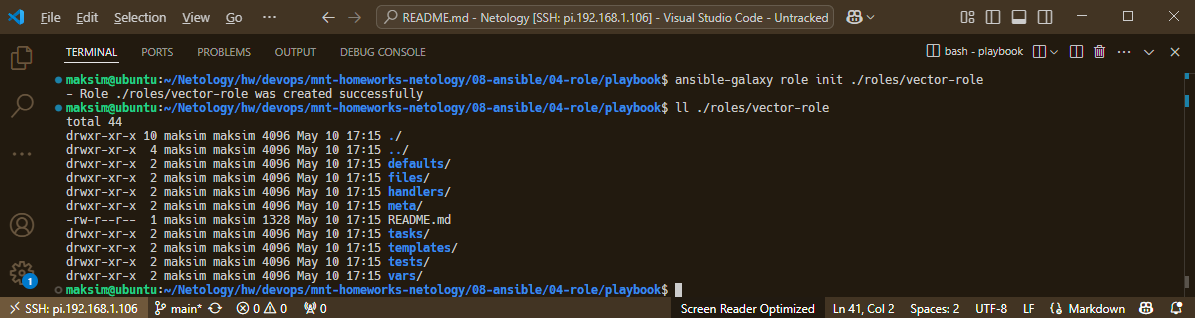 File Edit Selection View Go README.md - Netology [SSH: pi.192.168.1.106] - Visual Studio Code - Untracked
TERMINAL PORTS PROBLEMS OUTPUT DEBUG CONSOLE bash - playbook
maksim@ubuntu:~/Netology/hw/devops/mnt-homeworks-netology/08-ansible/04-role/playbook$ ansible-galaxy role init ./roles/vector-role
- Role ./roles/vector-role was created successfully
maksim@ubuntu:~/Netology/hw/devops/mnt-homeworks-netology/08-ansible/04-role/playbook$ ll ./roles/vector-role
total 44
drwxr-xr-x 10 maksim maksim 4096 May 10 17:15 ./
drwxr-xr-x  4 maksim maksim 4096 May 10 17:15 ../
drwxr-xr-x  2 maksim maksim 4096 May 10 17:15 defaults/
drwxr-xr-x  2 maksim maksim 4096 May 10 17:15 files/
drwxr-xr-x  2 maksim maksim 4096 May 10 17:15 handlers/
drwxr-xr-x  2 maksim maksim 4096 May 10 17:15 meta/
-rw-r--r--  1 maksim maksim 1328 May 10 17:15 README.md
drwxr-xr-x  2 maksim maksim 4096 May 10 17:15 tasks/
drwxr-xr-x  2 maksim maksim 4096 May 10 17:15 templates/
drwxr-xr-x  2 maksim maksim 4096 May 10 17:15 tests/
drwxr-xr-x  2 maksim maksim 4096 May 10 17:15 vars/
maksim@ubuntu:~/Netology/hw/devops/mnt-homeworks-netology/08-ansible/04-role/playbook$
1
SSH: pi.192.168.1.106 main* 0 0 0 Screen Reader Optimized Ln 41, Col 2 Spaces: 2 UTF-8 LF {} Markdown